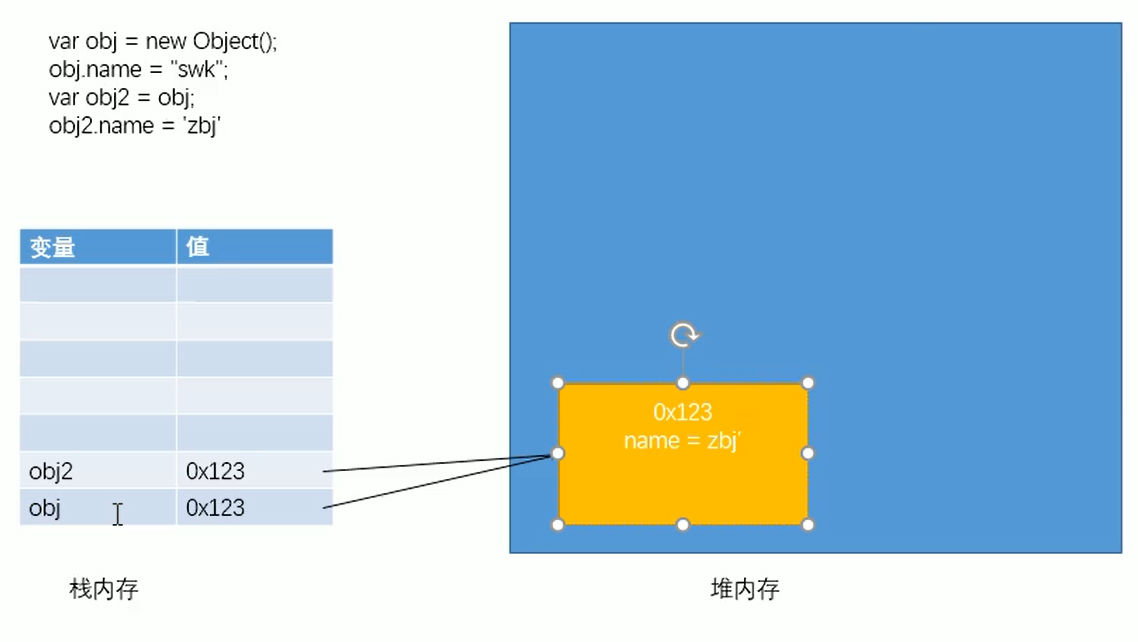 var obj = new Object();
obj.name = "swk";
var obj2 = obj;
obj2.name = 'zbj'
变量 值
0x123
name = zbj'
obj2 0x123
obj 0x123
栈内存
堆内存